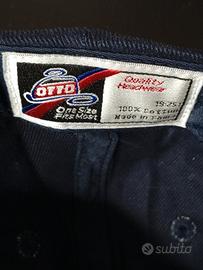 OTTO
One Size
Fits Most
Quality
Headwear
100% Cotton
Made in
subito